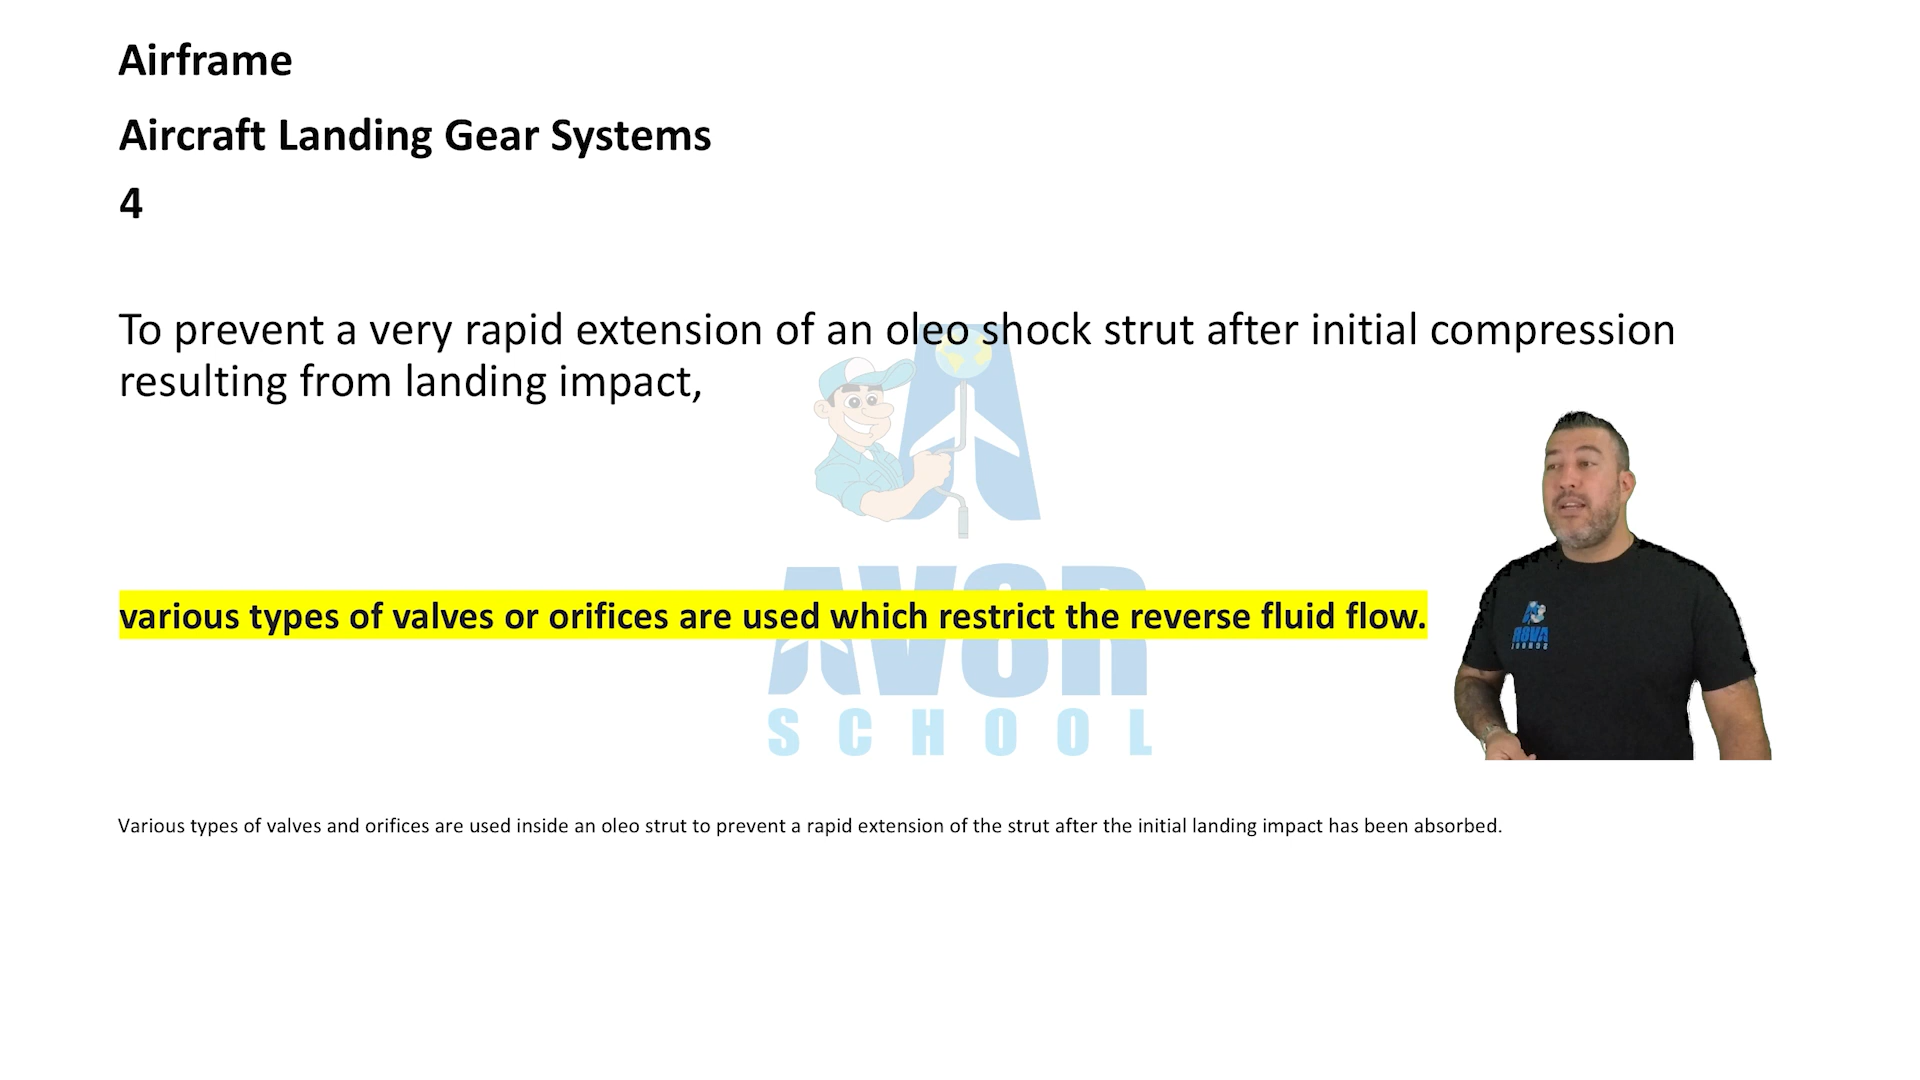 Airframe
Aircraft Landing Gear Systems
4
To prevent a very rapid extension of an oleo shock strut after initial compression
resulting from landing impact,
various types of valves or orifices are used which restrict the reverse fluid flow.
SCHOOL
Various types of valves and orifices are used inside an oleo strut to prevent a rapid extension of the strut after the initial landing impact has been absorbed.